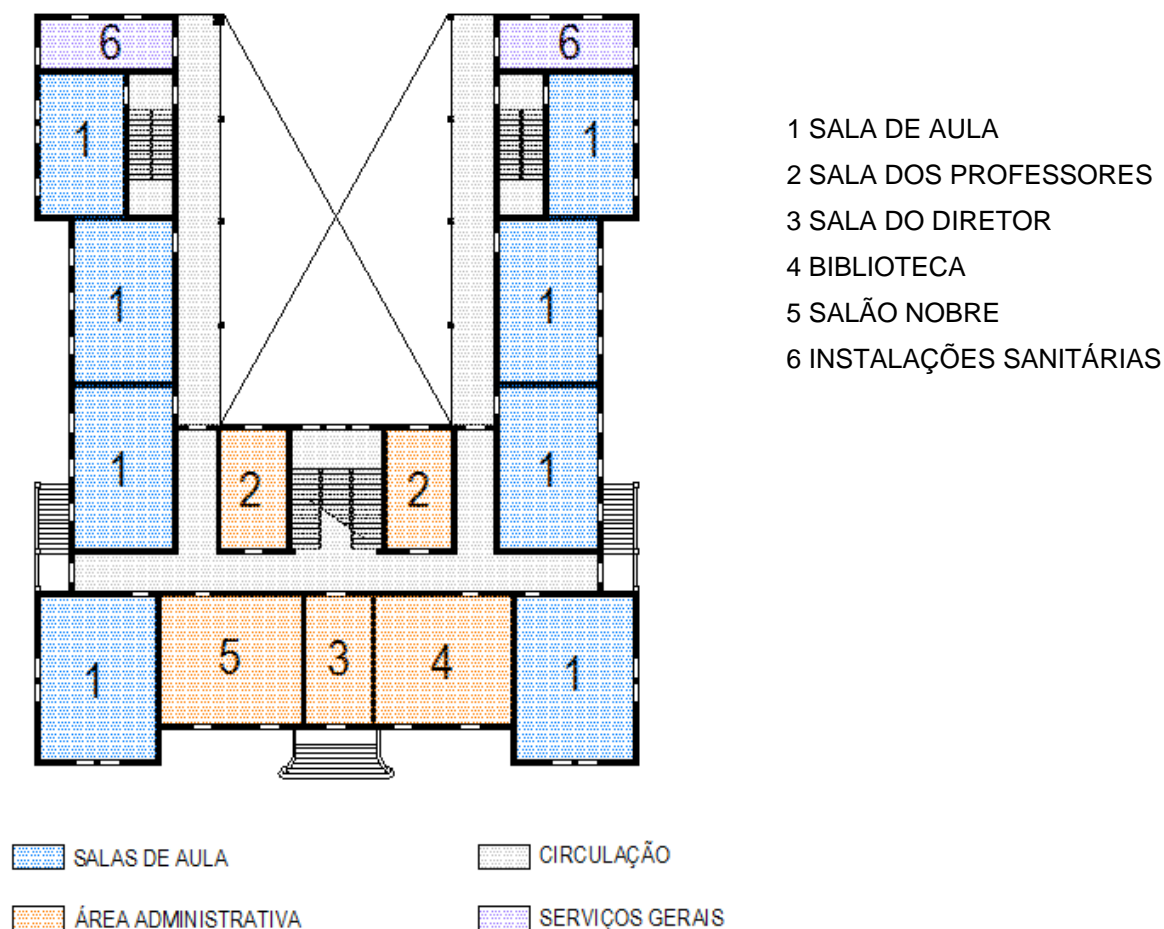 6
6
1
1
1 SALA DE AULA
2 SALA DOS PROFESSORES
3 SALA DO DIRETOR
4 BIBLIOTECA
5 SALÃO NOBRE
6 INSTALAÇÕES SANITÁRIAS
1
1
1
2
2
1
1
5
3
4
1
SALAS DE AULA
CIRCULAÇÃO
ÁREA ADMINISTRATIVA
SERVIÇOS GERAIS